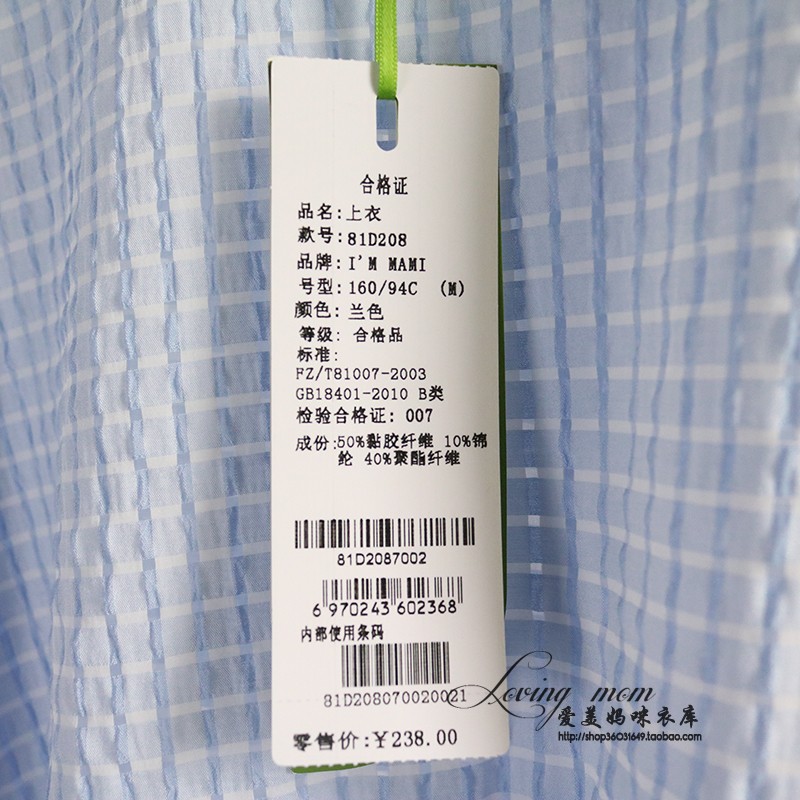 合格证
品名:上衣
款号:81D208
品牌:I'M MAMI
号型:160/94C (M)
颜色:兰色
等级: 合格品
标准:
FZ/T81007-2003
GB18401-2010 B类
检验合格证: 007
成份:50%黏胶纤维 10%锦
纶 40%聚酯纤维
81D2087002
6 970243 602368
内部使用条码
81D208070020021
零售价:¥238.00
Loving mom
爱美妈咪衣库
http://shop36031649.taobao.com